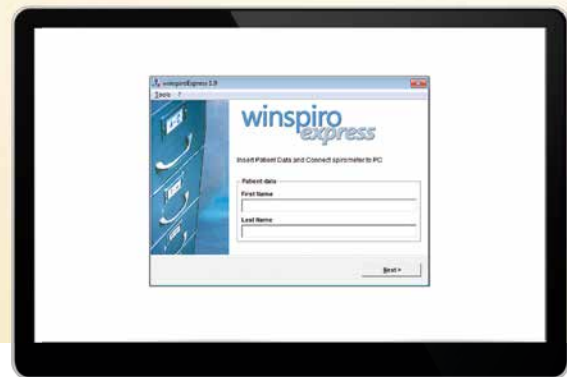 winspiroExpress 1.9
Tools ?
winspiro
express
Insert Patient Data and Connect spirometer to PC
Patient data
First Name
Last Name
Next >